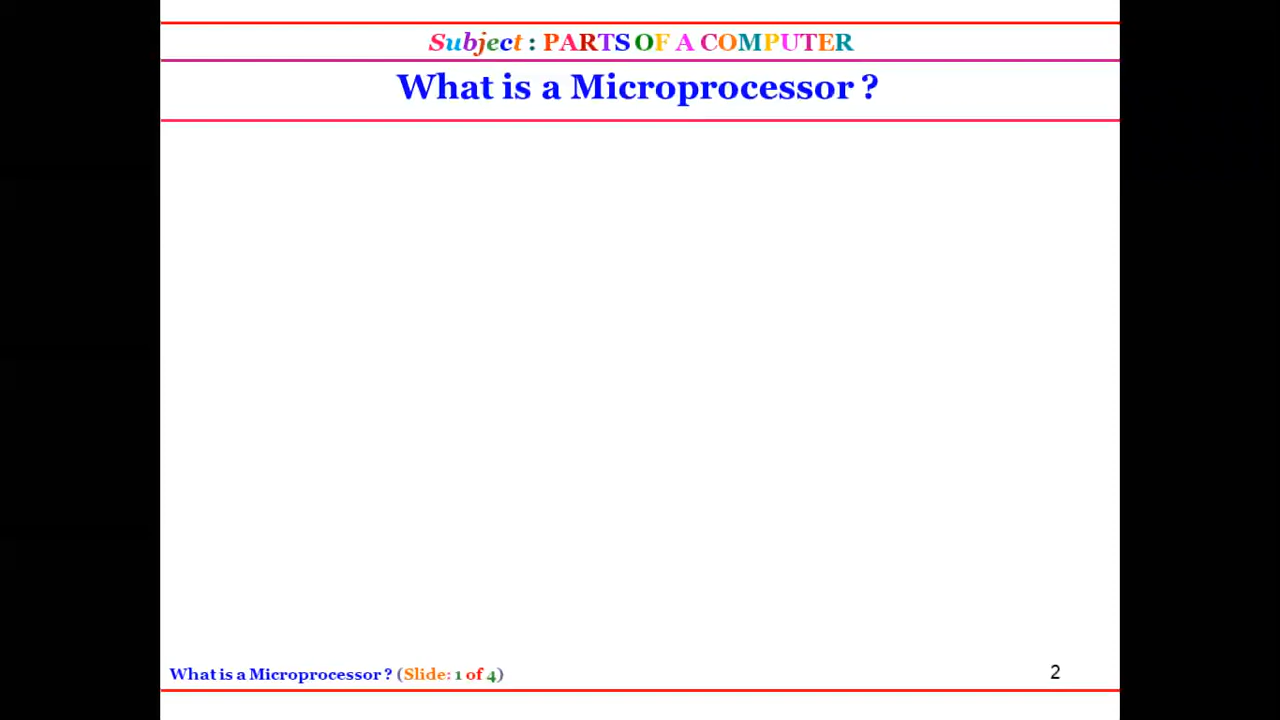 Subject : PARTS OF A COMPUTER
What is a Microprocessor ?
What is a Microprocessor ? (Slide: 1 of 4)
2